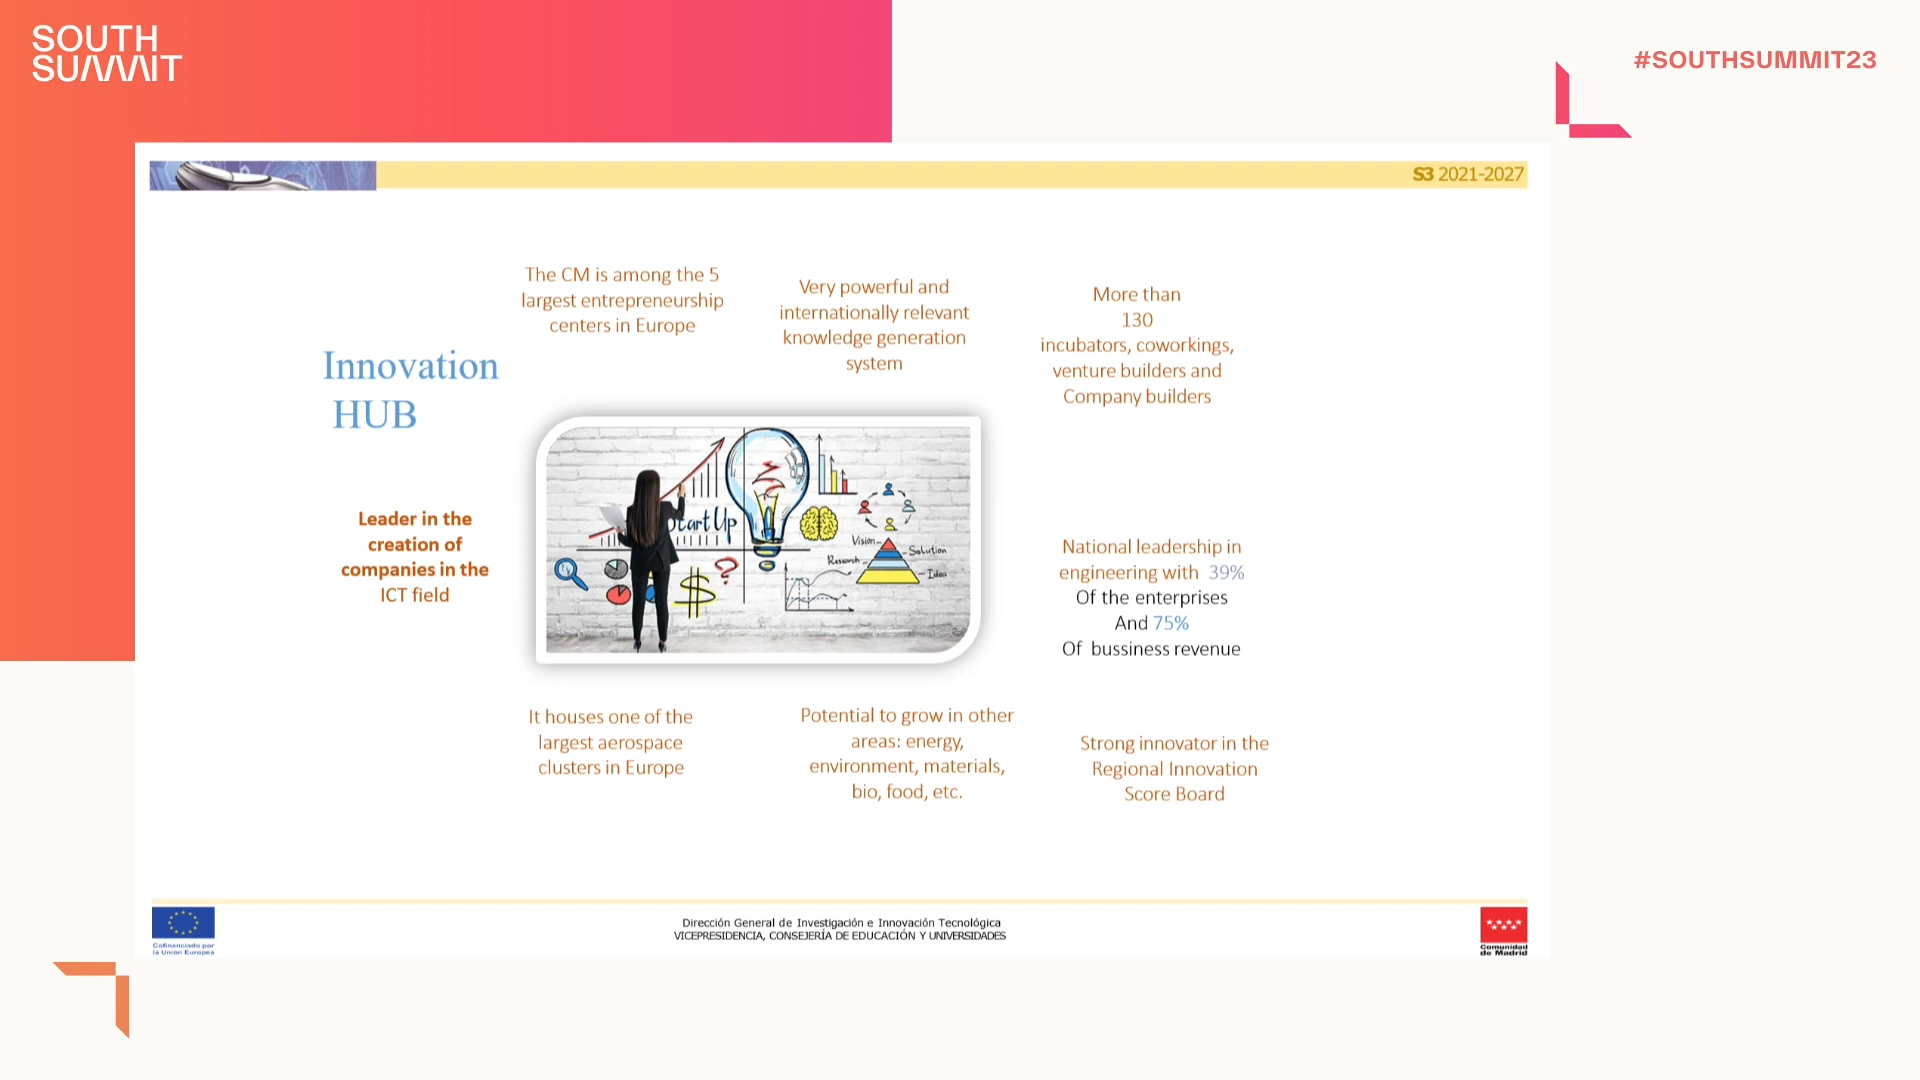 SOUTH
SUMMIT
#SOUTHSUMMIT23
S3 2021-2027
Innovation
HUB
The CM is among the 5
largest entrepreneurship
centers in Europe
Very powerful and
internationally relevant
knowledge generation
system
More than
130
incubators, coworkings,
venture builders and
Company builders
Leader in the
creation of
companies in the
ICT field
Start Up
Vision
Solution
Research
Idea
$
?
National leadership in
engineering with 39%
Of the enterprises
And 75%
Of bussiness revenue
It houses one of the
largest aerospace
clusters in Europe
Potential to grow in other
areas: energy,
environment, materials,
bio, food, etc.
Strong innovator in the
Regional Innovation
Score Board
Cofinanciado por
la Unión Europea
Dirección General de Investigación e Innovación Tecnológica
VICEPRESIDENCIA, CONSEJERÍA DE EDUCACIÓN Y UNIVERSIDADES
Comunidad
de Madrid